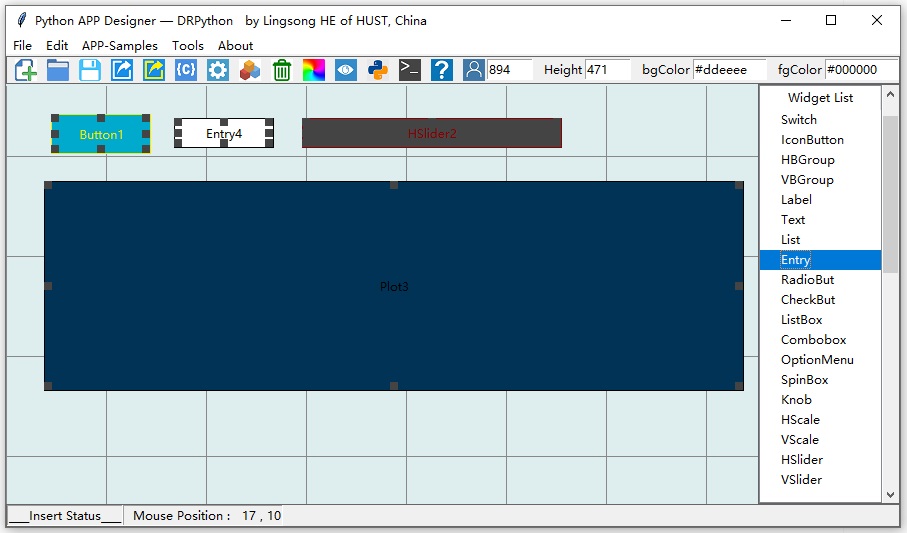 Python APP Designer — DRPython   by Lingsong HE of HUST, China
File   Edit   APP-Samples   Tools   About
{C} >_ ? 894 Height 471 bgColor #ddeeee fgColor #000000
Button1 Entry4 HSlider2
Plot3
Widget List
Switch
IconButton
HBGroup
VBGroup
Label
Text
List
Entry
RadioBut
CheckBut
ListBox
Combobox
OptionMenu
SpinBox
Knob
HScale
VScale
HSlider
VSlider
___Insert Status___ Mouse Position :   17 , 10